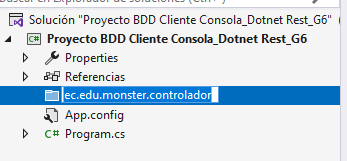 Solución "Proyecto BDD Cliente Consola_Dotnet Rest_G6"
Proyecto BDD Cliente Consola_Dotnet Rest_G6
Properties
Referencias
ec.edu.monster.controlador
App.config
Program.cs